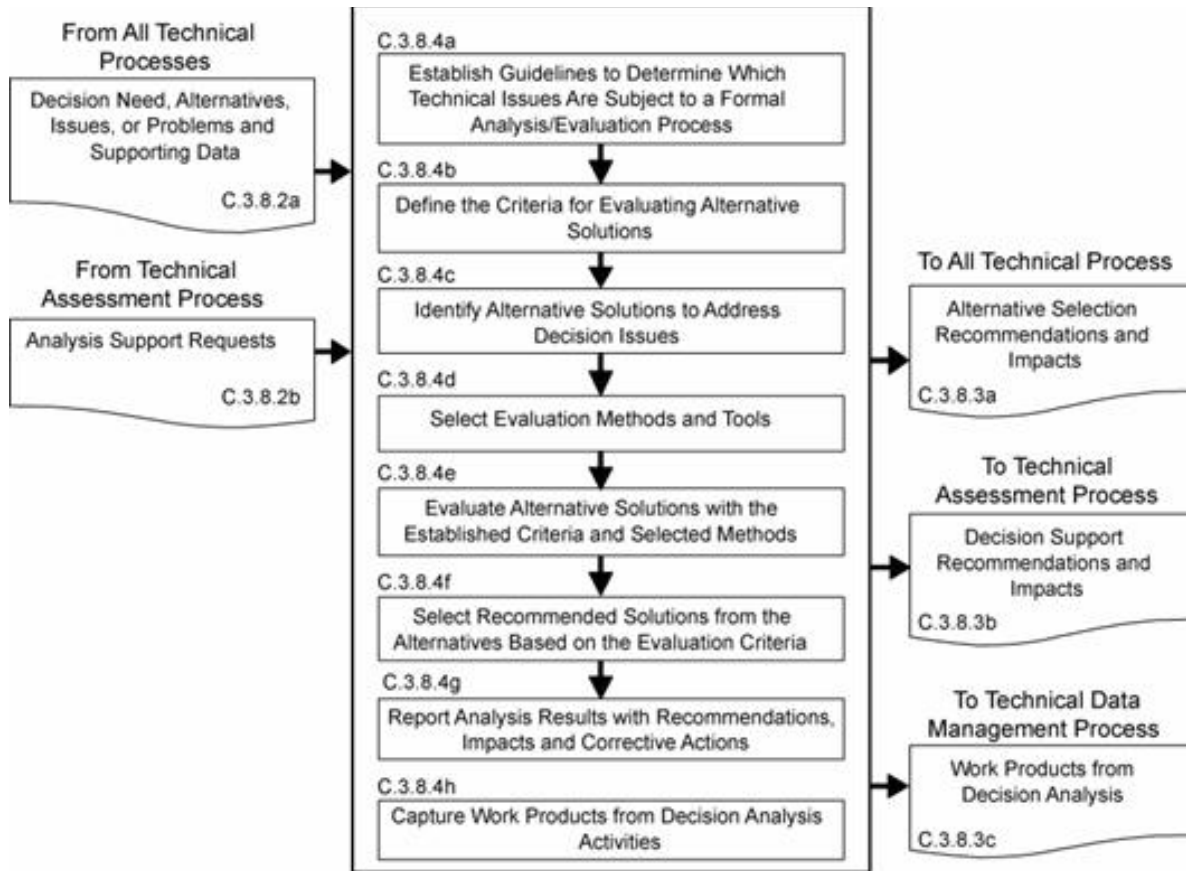 From All Technical
Processes
Decision Need, Alternatives,
Issues, or Problems and
Supporting Data
C.3.8.2a
From Technical
Assessment Process
Analysis Support Requests
C.3.8.2b
C.3.8.4a
Establish Guidelines to Determine Which
Technical Issues Are Subject to a Formal
Analysis/Evaluation Process
C.3.8.4b
Define the Criteria for Evaluating Alternative
Solutions
C.3.8.4c
Identify Alternative Solutions to Address
Decision Issues
C.3.8.4d
Select Evaluation Methods and Tools
C.3.8.4e
Evaluate Alternative Solutions with the
Established Criteria and Selected Methods
C.3.8.4f
Select Recommended Solutions from the
Alternatives Based on the Evaluation Criteria
C.3.8.4g
Report Analysis Results with Recommendations,
Impacts and Corrective Actions
C.3.8.4h
Capture Work Products from Decision Analysis
Activities
To All Technical Process
Alternative Selection
Recommendations and
Impacts
C.3.8.3a
To Technical
Assessment Process
Decision Support
Recommendations and
Impacts
C.3.8.3b
To Technical Data
Management Process
Work Products from
Decision Analysis
C.3.8.3c